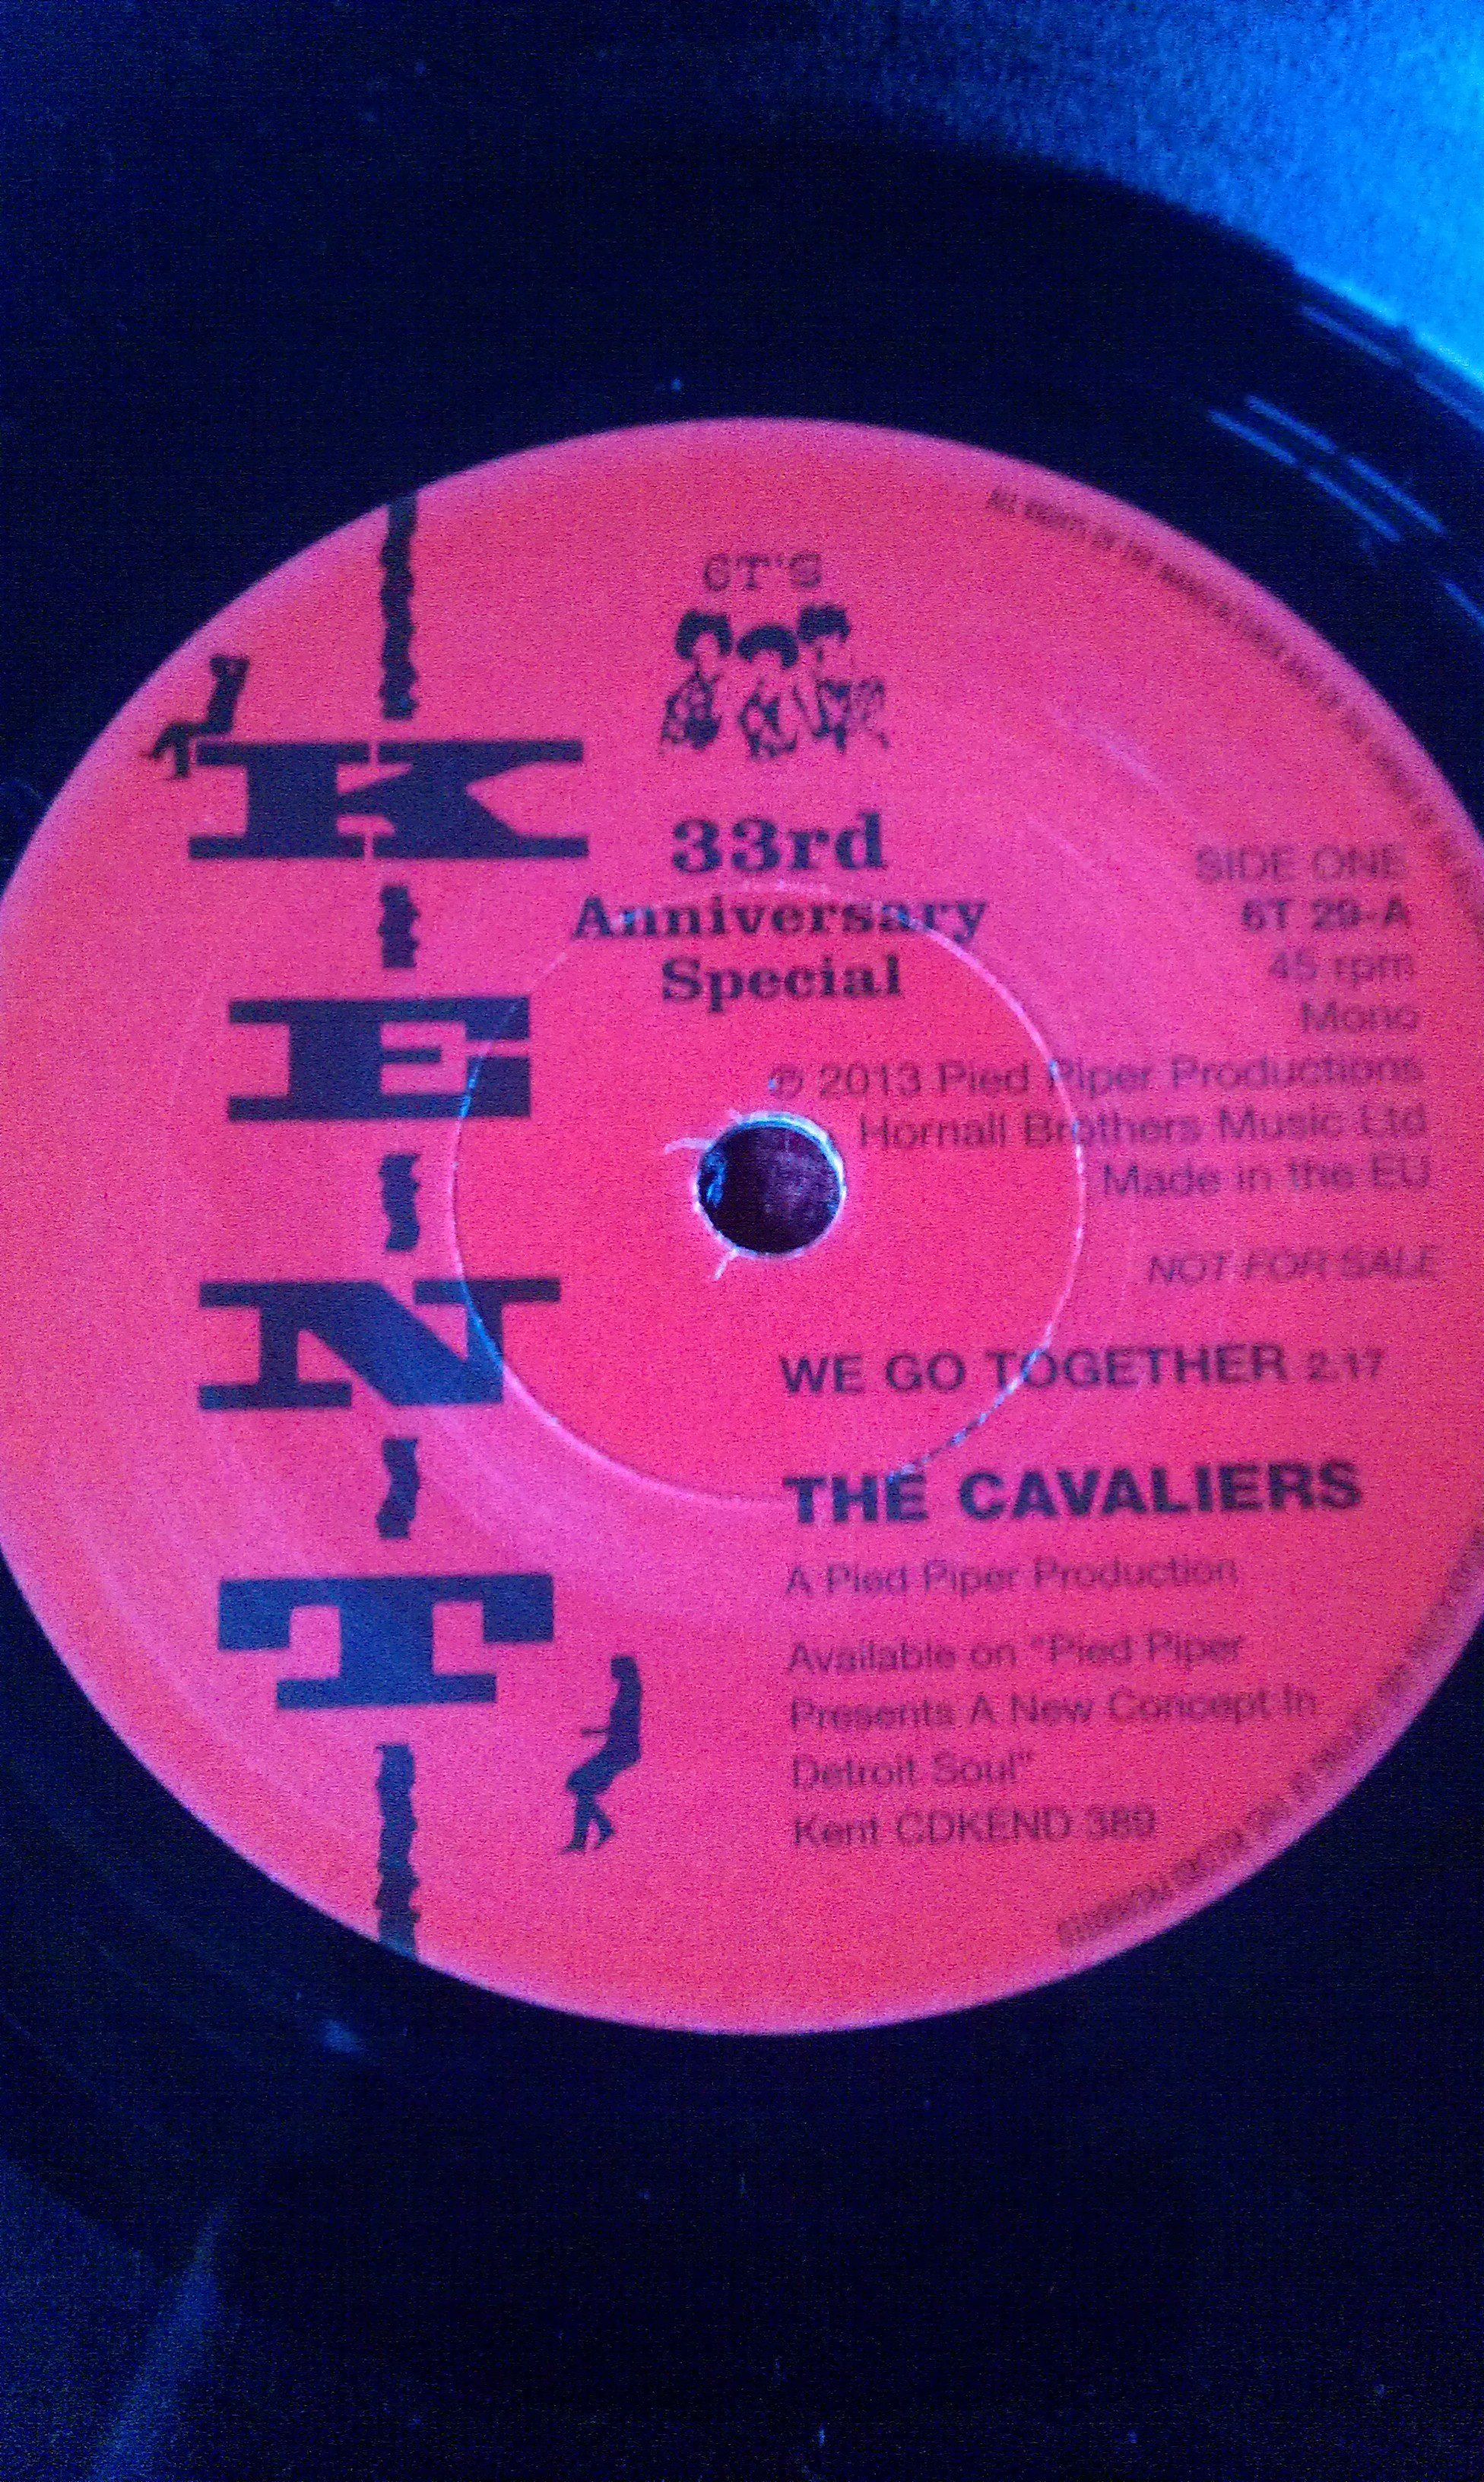 KENT
6T'S
33rd
Anniversary
Special
SIDE ONE
6T 29-A
45 rpm
Mono
℗ 2013 Pied Piper Productions
Hornall Brothers Music Ltd
Made in the EU
NOT FOR SALE
WE GO TOGETHER 2.17
THE CAVALIERS
A Pied Piper Production
Available on "Pied Piper
Presents A New Concept In
Detroit Soul"
Kent CDKEND 389